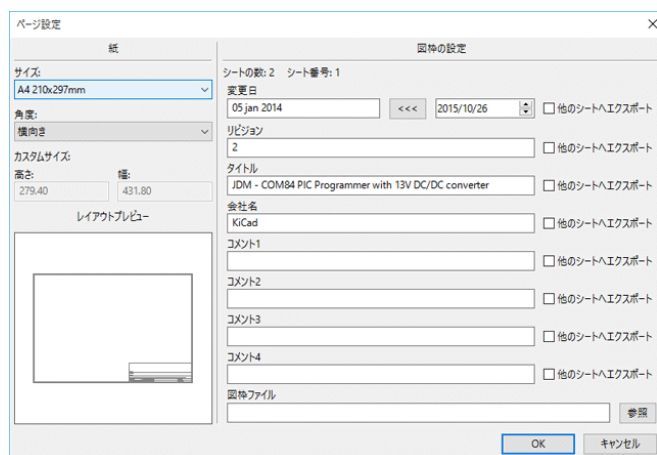 ページ設定
紙
図枠の設定
サイズ:
A4 210x297mm
角度:
横向き
カスタムサイズ:
高さ: 幅:
279.40 431.80
レイアウトプレビュー
シートの数: 2 シート番号: 1
変更日
05 jan 2014 <<< 2015/10/26 他のシートへエクスポート
リビジョン
2 他のシートへエクスポート
タイトル
JDM - COM84 PIC Programmer with 13V DC/DC converter 他のシートへエクスポート
会社名
KiCad 他のシートへエクスポート
コメント1
他のシートへエクスポート
コメント2
他のシートへエクスポート
コメント3
他のシートへエクスポート
コメント4
他のシートへエクスポート
図枠ファイル
参照
OK キャンセル